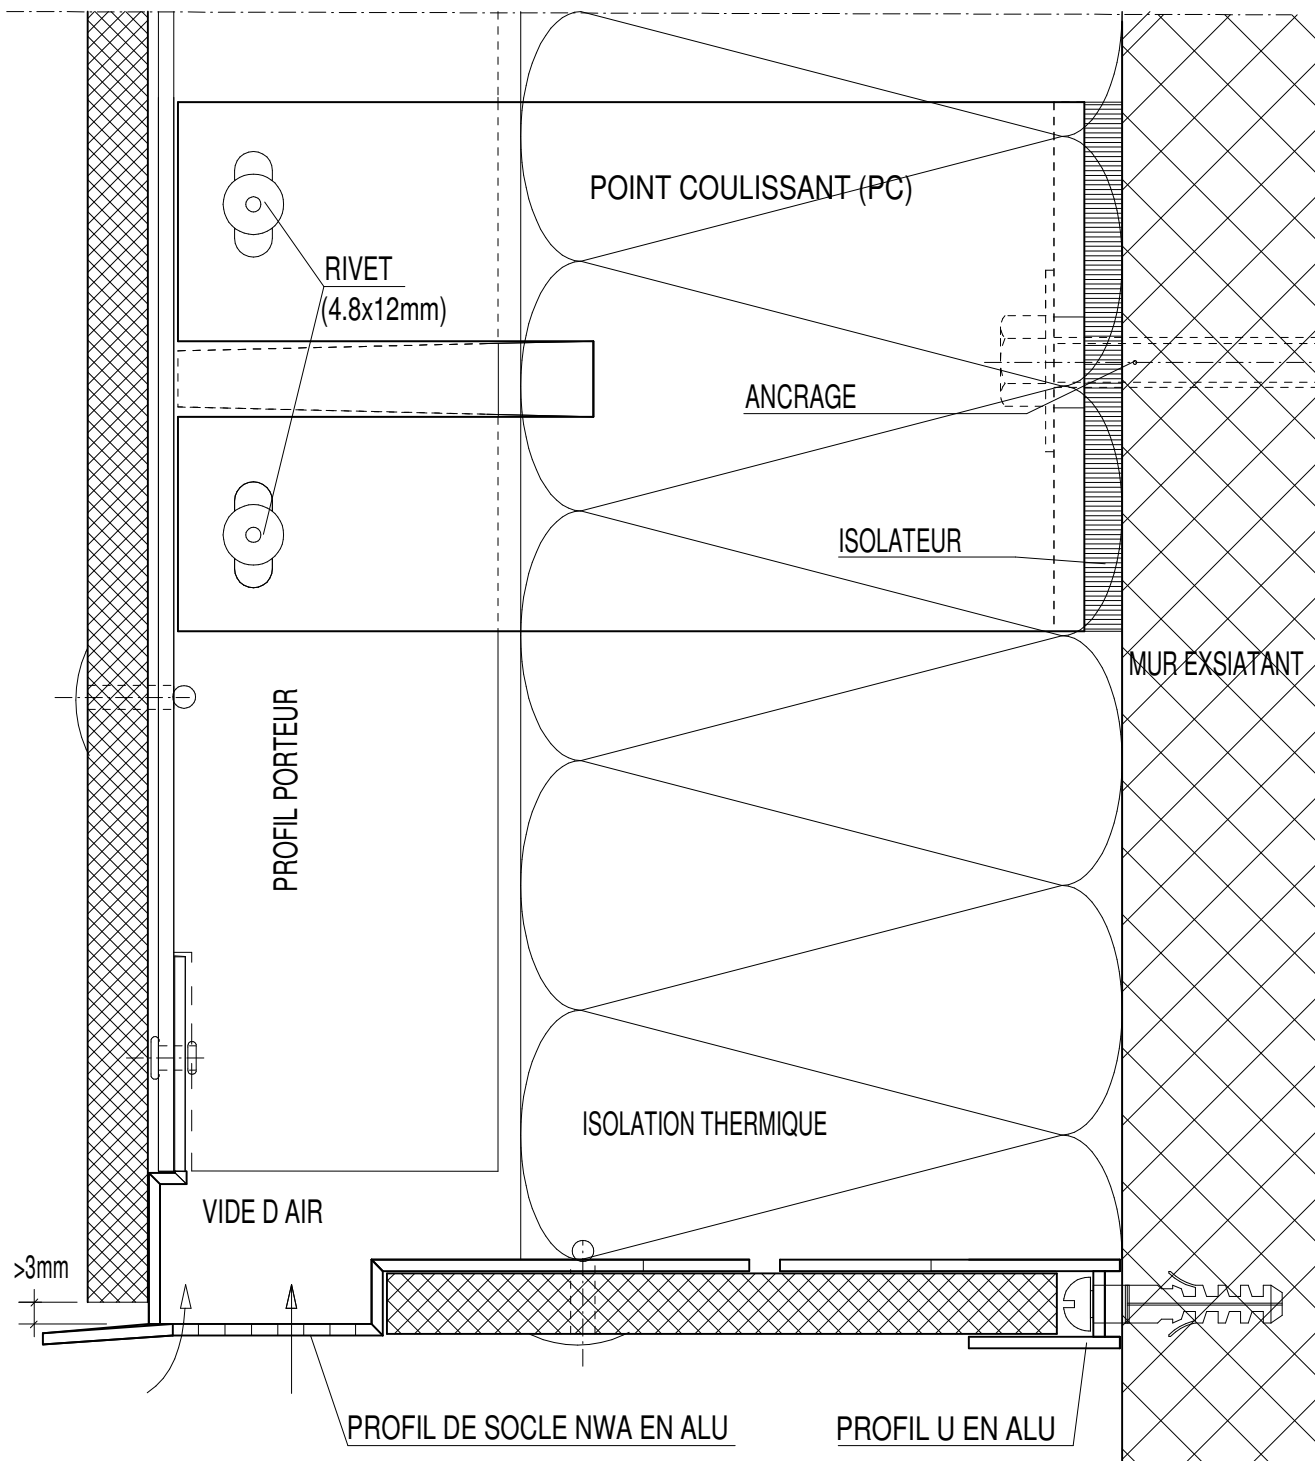 POINT COULISSANT (PC)
RIVET
(4.8x12mm)
ANCRAGE
ISOLATEUR
MUR EXSIATANT
PROFIL PORTEUR
ISOLATION THERMIQUE
VIDE D AIR
>3mm
PROFIL DE SOCLE NWA EN ALU
PROFIL U EN ALU